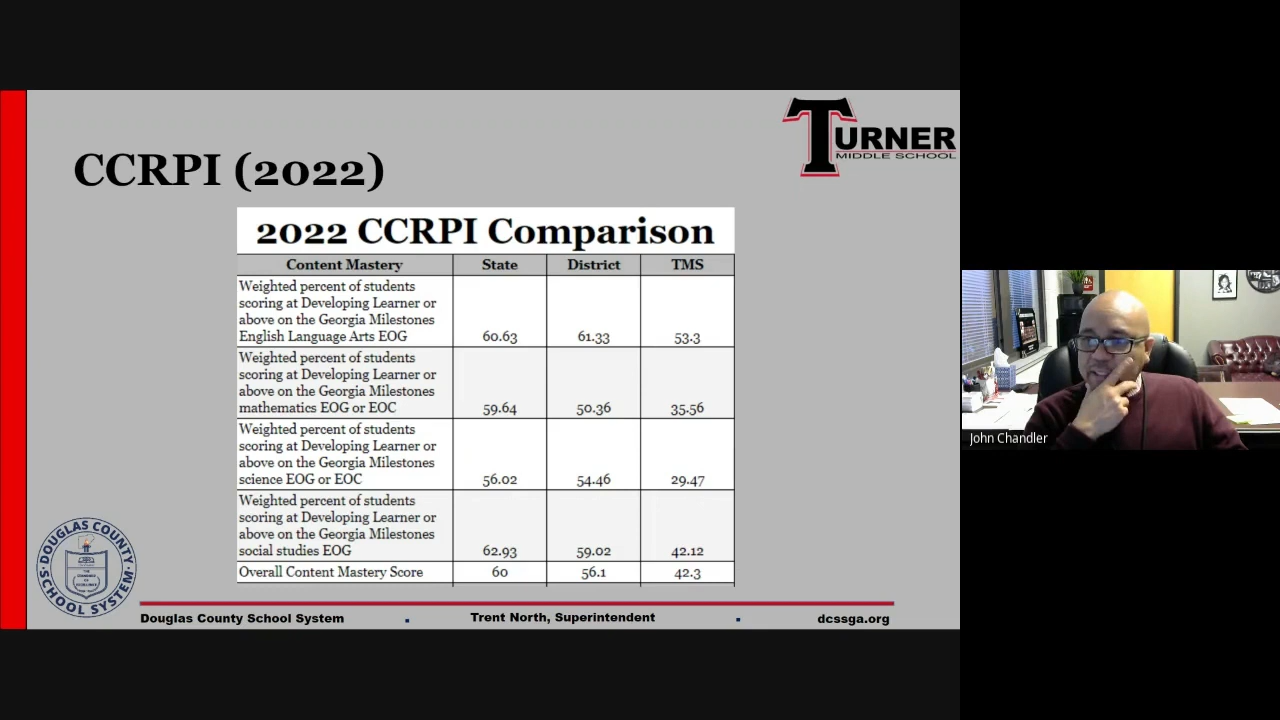 TURNER
MIDDLE SCHOOL
CCRPI (2022)
2022 CCRPI Comparison
Content Mastery State District TMS
Weighted percent of students
scoring at Developing Learner or
above on the Georgia Milestones
English Language Arts EOG 60.63 61.33 53.3
Weighted percent of students
scoring at Developing Learner or
above on the Georgia Milestones
mathematics EOG or EOC 59.64 50.36 35.56
Weighted percent of students
scoring at Developing Learner or
above on the Georgia Milestones
science EOG or EOC 56.02 54.46 29.47
Weighted percent of students
scoring at Developing Learner or
above on the Georgia Milestones
social studies EOG 62.93 59.02 42.12
Overall Content Mastery Score 60 56.1 42.3
DOUGLAS COUNTY
SCHOOL SYSTEM
Douglas County School System . Trent North, Superintendent . dcssga.org
John Chandler